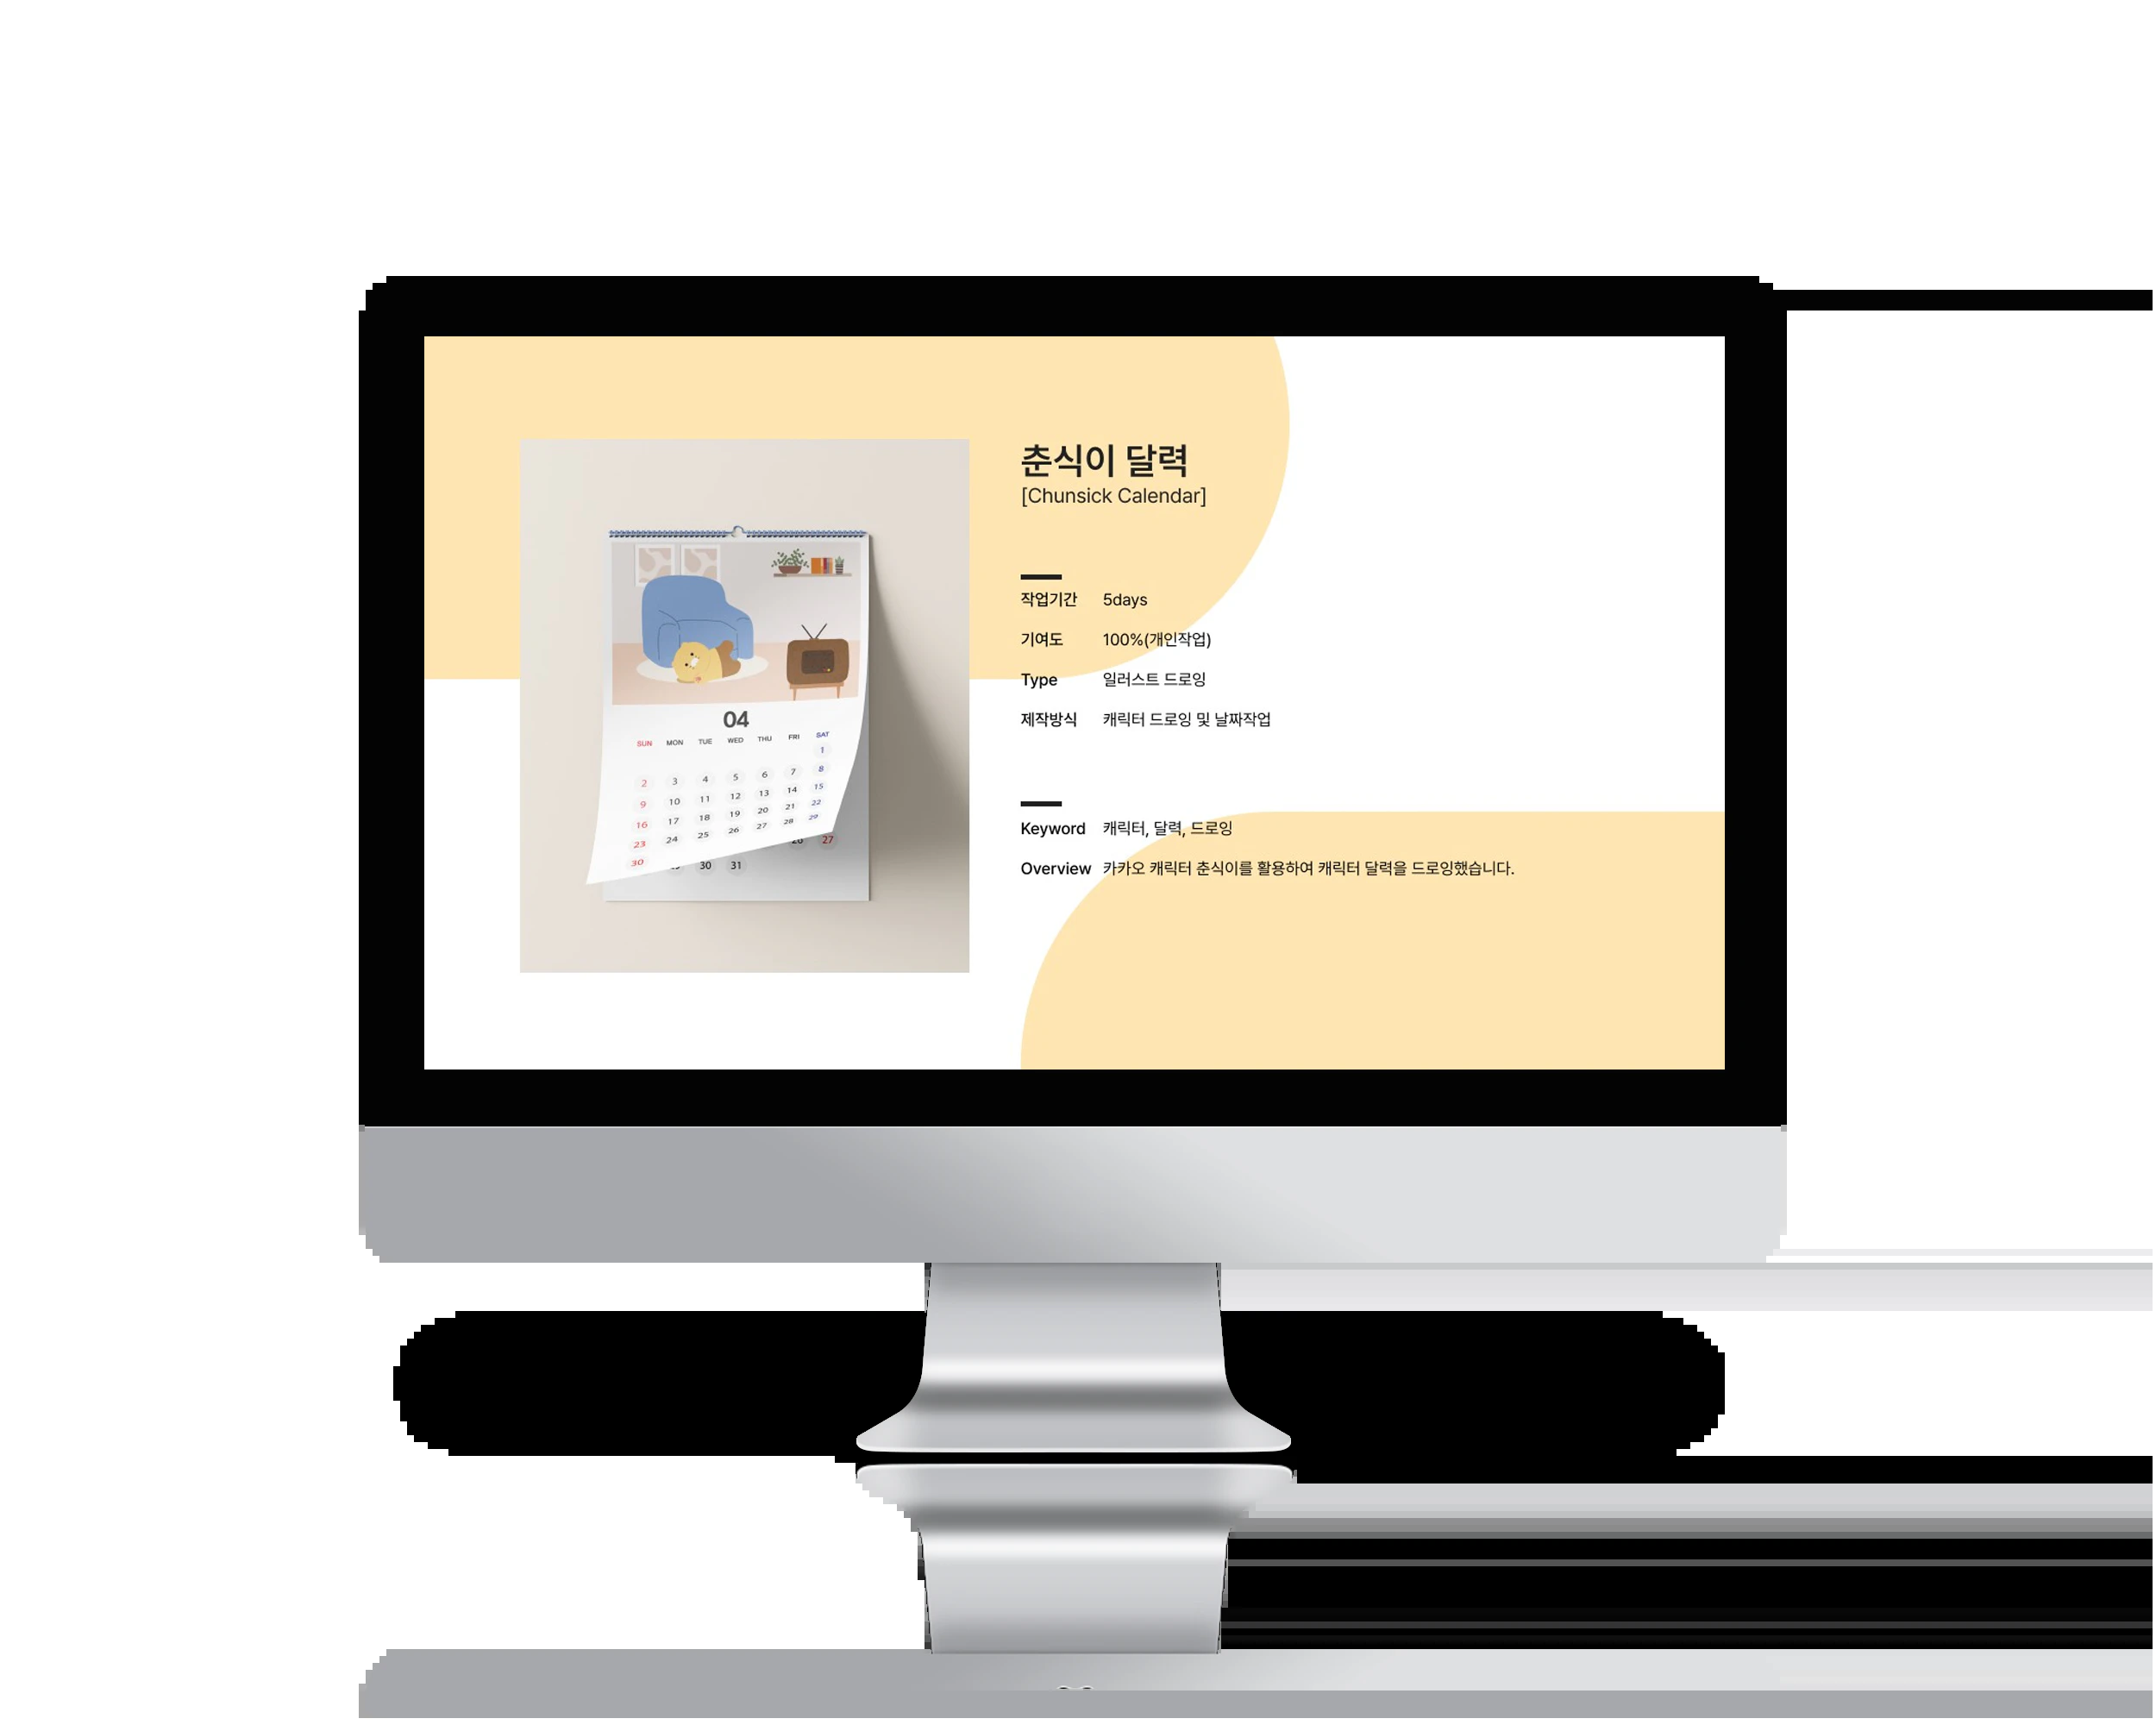 춘식이 달력
[Chunsick Calendar]
작업기간 5days
기여도 100%(개인작업)
Type 일러스트 드로잉
제작방식 캐릭터 드로잉 및 날짜작업
Keyword 캐릭터, 달력, 드로잉
Overview 카카오 캐릭터 춘식이를 활용하여 캐릭터 달력을 드로잉했습니다.
04
SUN MON TUE WED THU FRI SAT
1
2 3 4 5 6 7 8
9 10 11 12 13 14 15
16 17 18 19 20 21 22
23 24 25 26 27 28 29
30
26 27
30 31